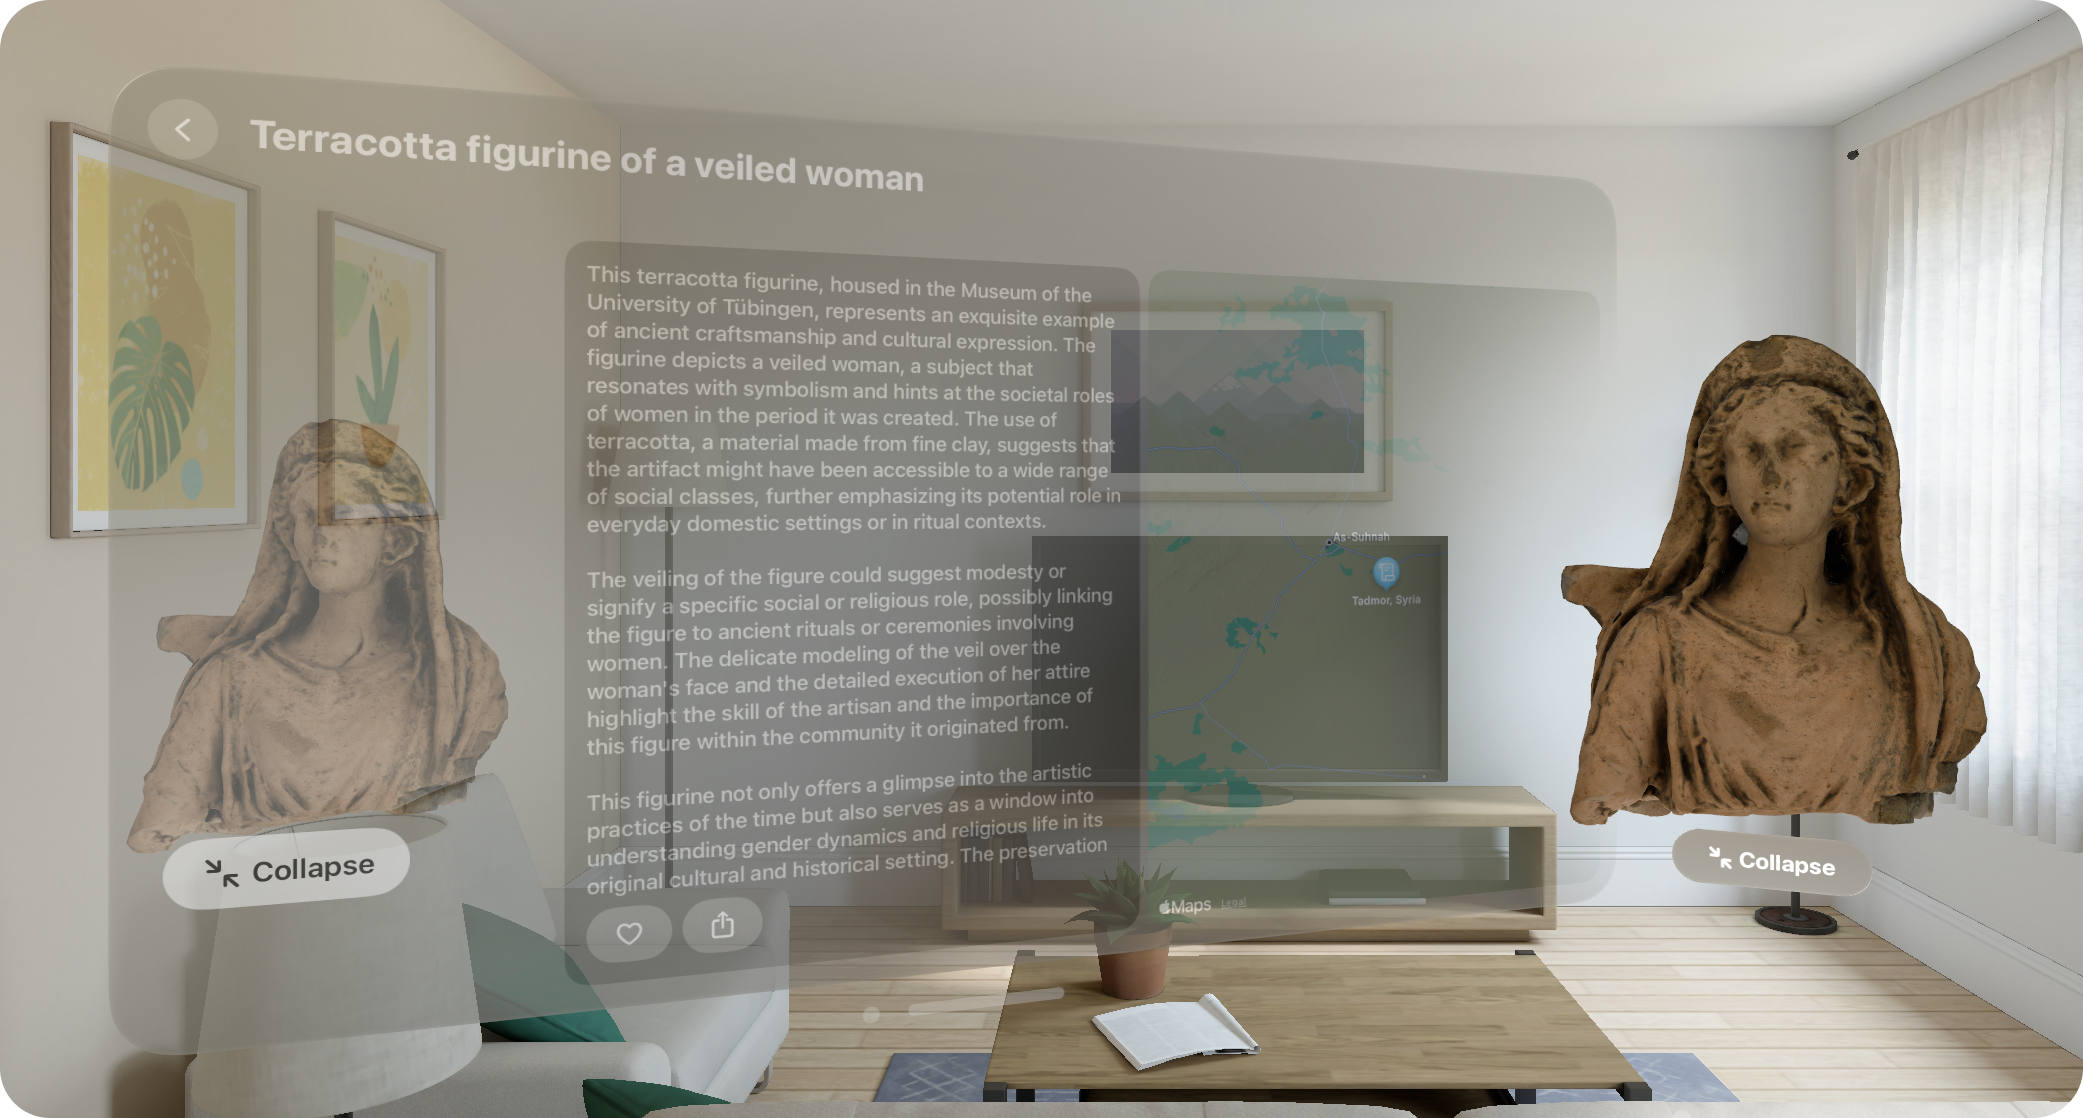 Terracotta figurine of a veiled woman
This terracotta figurine, housed in the Museum of the
University of Tübingen, represents an exquisite example
of ancient craftsmanship and cultural expression. The
figurine depicts a veiled woman, a subject that
resonates with symbolism and hints at the societal roles
of women in the period it was created. The use of
terracotta, a material made from fine clay, suggests that
the artifact might have been accessible to a wide range
of social classes, further emphasizing its potential role in
everyday domestic settings or in ritual contexts.
The veiling of the figure could suggest modesty or
signify a specific social or religious role, possibly linking
the figure to ancient rituals or ceremonies involving
women. The delicate modeling of the veil over the
woman's face and the detailed execution of her attire
highlight the skill of the artisan and the importance of
this figure within the community it originated from.
This figurine not only offers a glimpse into the artistic
practices of the time but also serves as a window into
understanding gender dynamics and religious life in its
original cultural and historical setting. The preservation
As-Suhnah
Tadmor, Syria
Maps Legal
Collapse
Collapse